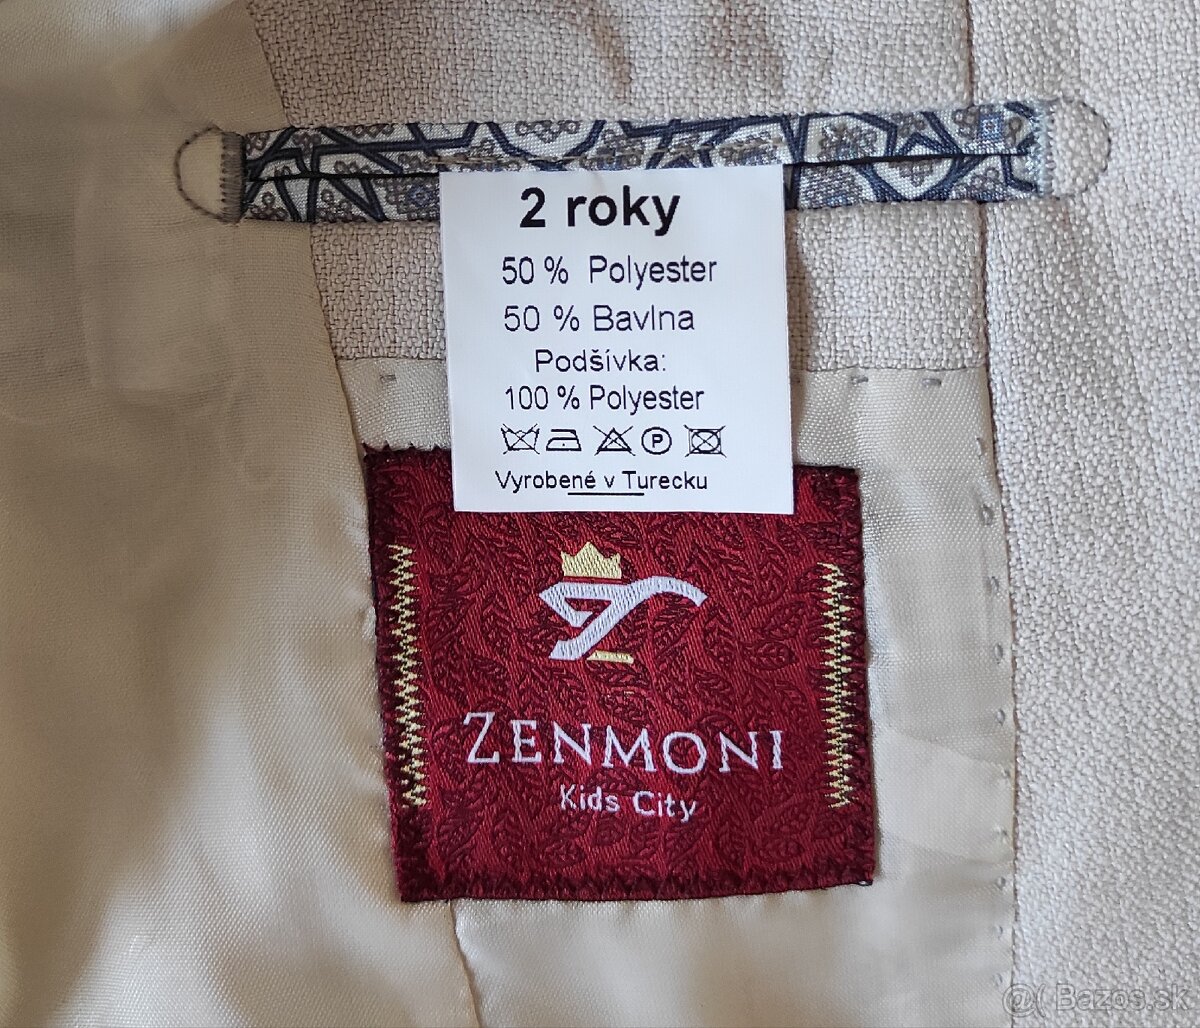 2 roky
50 % Polyester
50 % Bavlna
Podšívka:
100 % Polyester
P
Vyrobené v Turecku
ZENMONI
Kids City
@( Bazos.sk